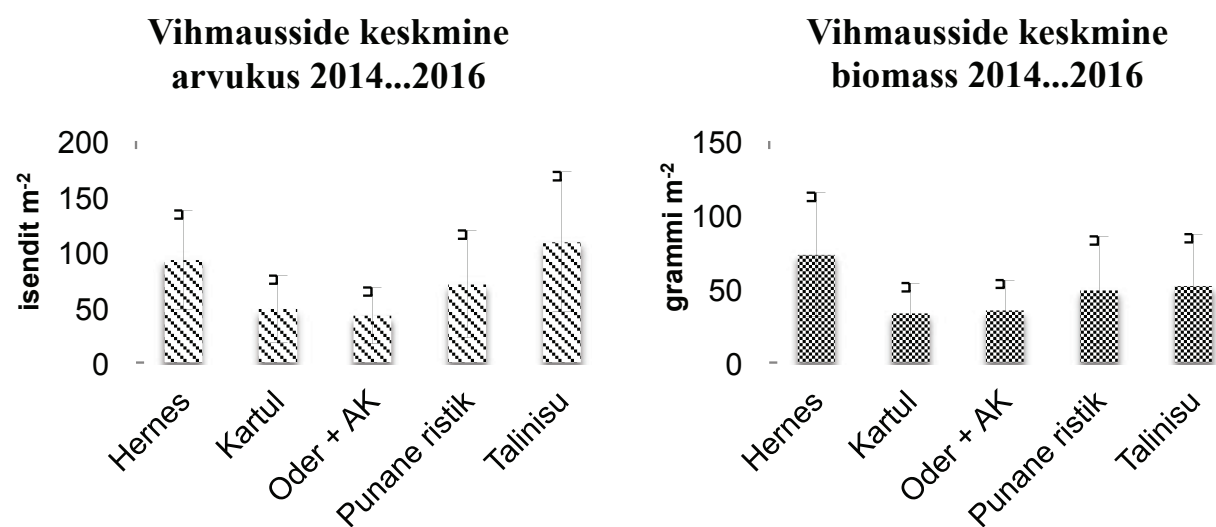 Vihmausside keskmine
arvukus 2014...2016
200
150
100
50
0
isendit m⁻²
Hernes
Kartul
Oder + AK
Punane ristik
Talinisu
Vihmausside keskmine
biomass 2014...2016
150
100
50
0
grammi m⁻²
Hernes
Kartul
Oder + AK
Punane ristik
Talinisu